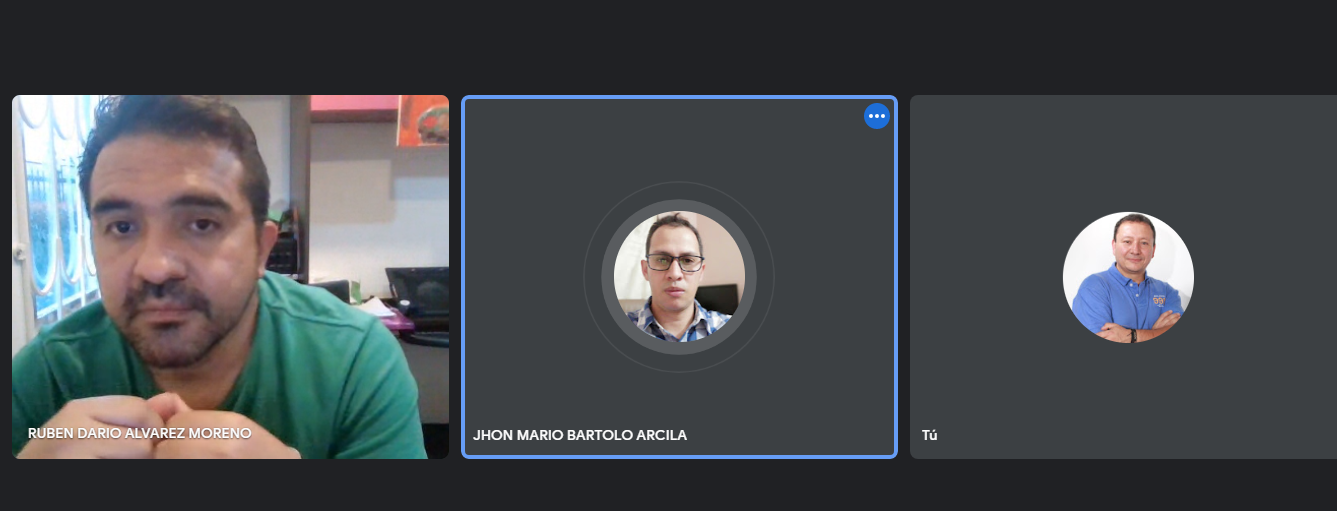 RUBEN DARIO ALVAREZ MORENO
JHON MARIO BARTOLO ARCILA
Tú